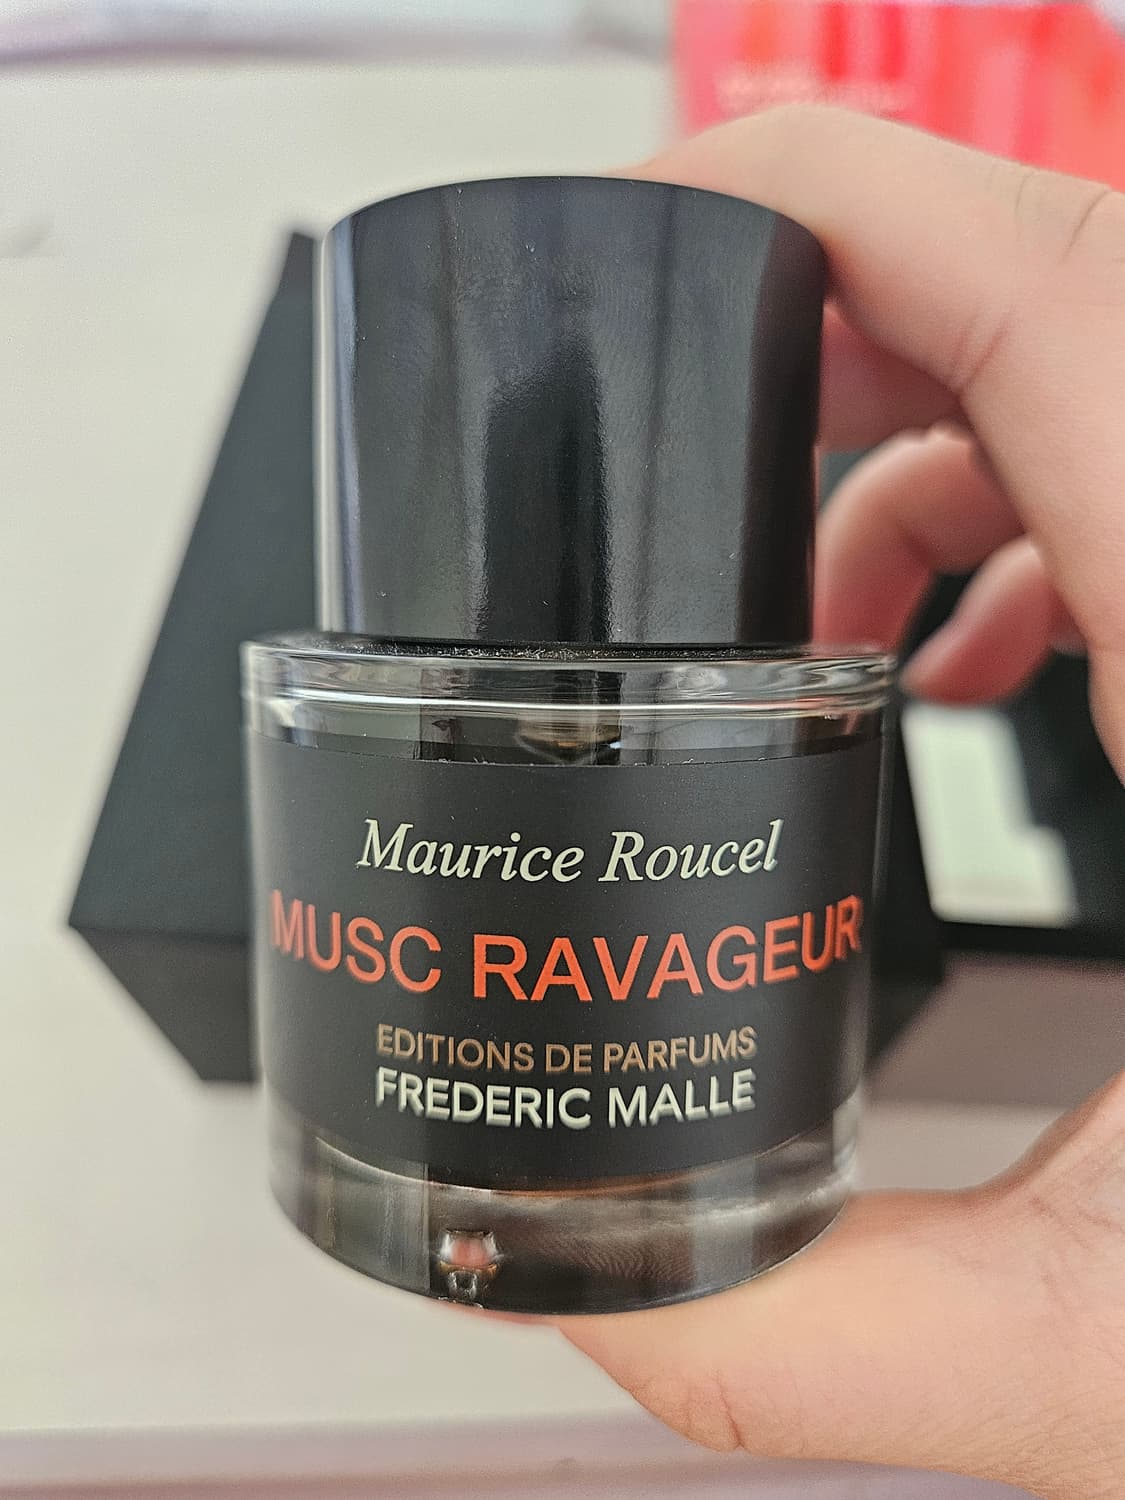 Maurice Roucel
MUSC RAVAGEUR
EDITIONS DE PARFUMS
FREDERIC MALLE